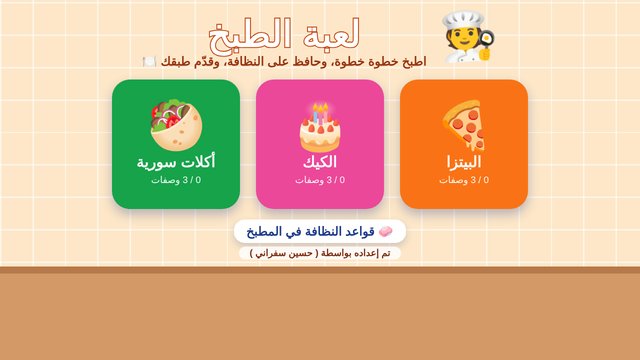 لعبة الطبخ
اطبخ خطوة خطوة، وحافظ على النظافة، وقدّم طبقك
البيتزا
0 / 3 وصفات
الكيك
0 / 3 وصفات
أكلات سورية
0 / 3 وصفات
قواعد النظافة في المطبخ
تم إعداده بواسطة ( حسين سفراني )